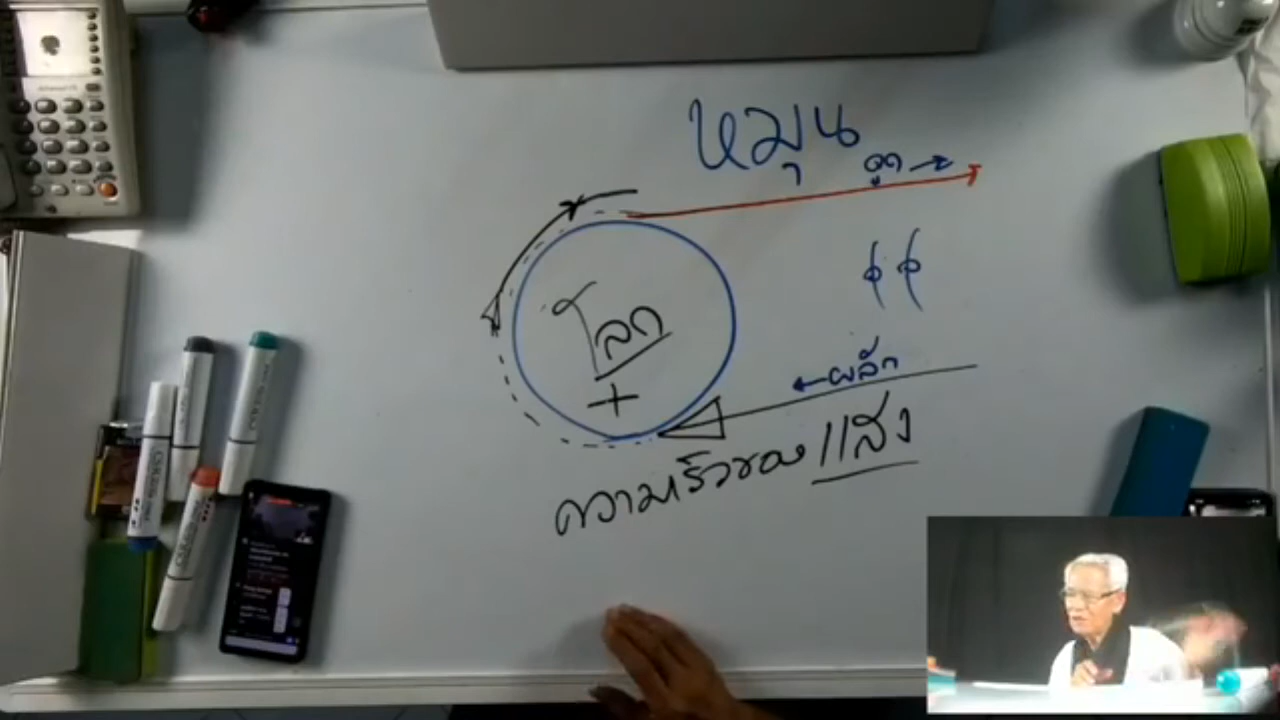 หมุน
ดูด
โลก
+
ผลัก
ความเร็วของแสง